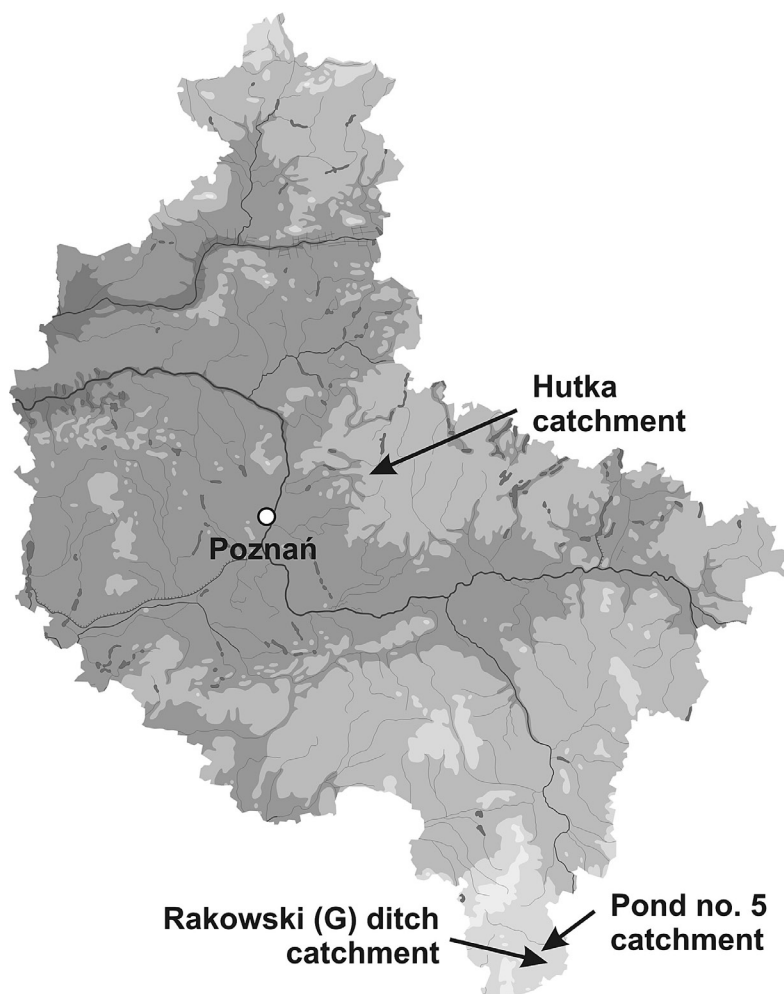 Hutka
catchment
Poznań
Rakowski (G) ditch
catchment
Pond no. 5
catchment